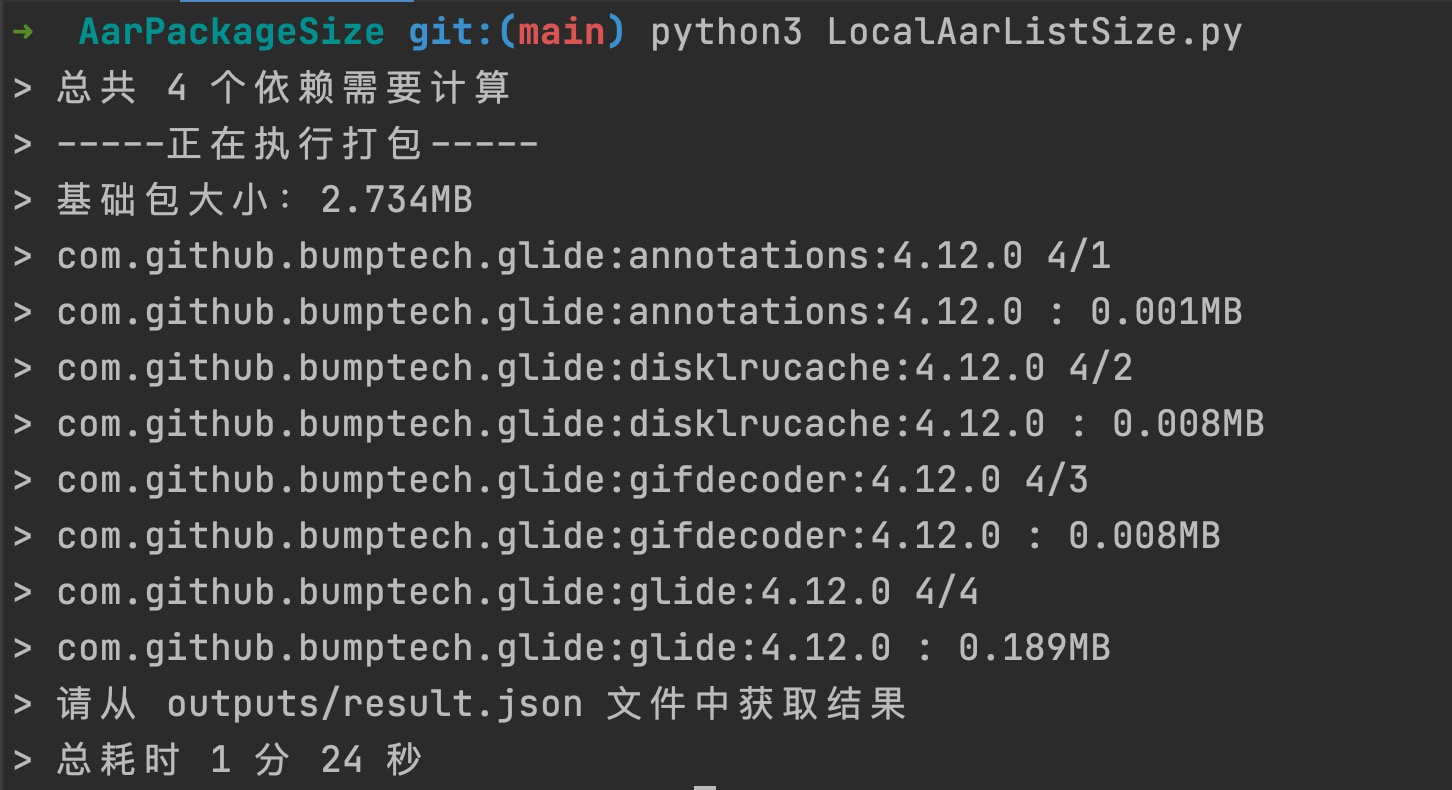 → AarPackageSize git:(main) python3 LocalAarListSize.py
> 总共 4 个依赖需要计算
> -----正在执行打包-----
> 基础包大小：2.734MB
> com.github.bumptech.glide:annotations:4.12.0 4/1
> com.github.bumptech.glide:annotations:4.12.0 : 0.001MB
> com.github.bumptech.glide:disklrucache:4.12.0 4/2
> com.github.bumptech.glide:disklrucache:4.12.0 : 0.008MB
> com.github.bumptech.glide:gifdecoder:4.12.0 4/3
> com.github.bumptech.glide:gifdecoder:4.12.0 : 0.008MB
> com.github.bumptech.glide:glide:4.12.0 4/4
> com.github.bumptech.glide:glide:4.12.0 : 0.189MB
> 请从 outputs/result.json 文件中获取结果
> 总耗时 1 分 24 秒